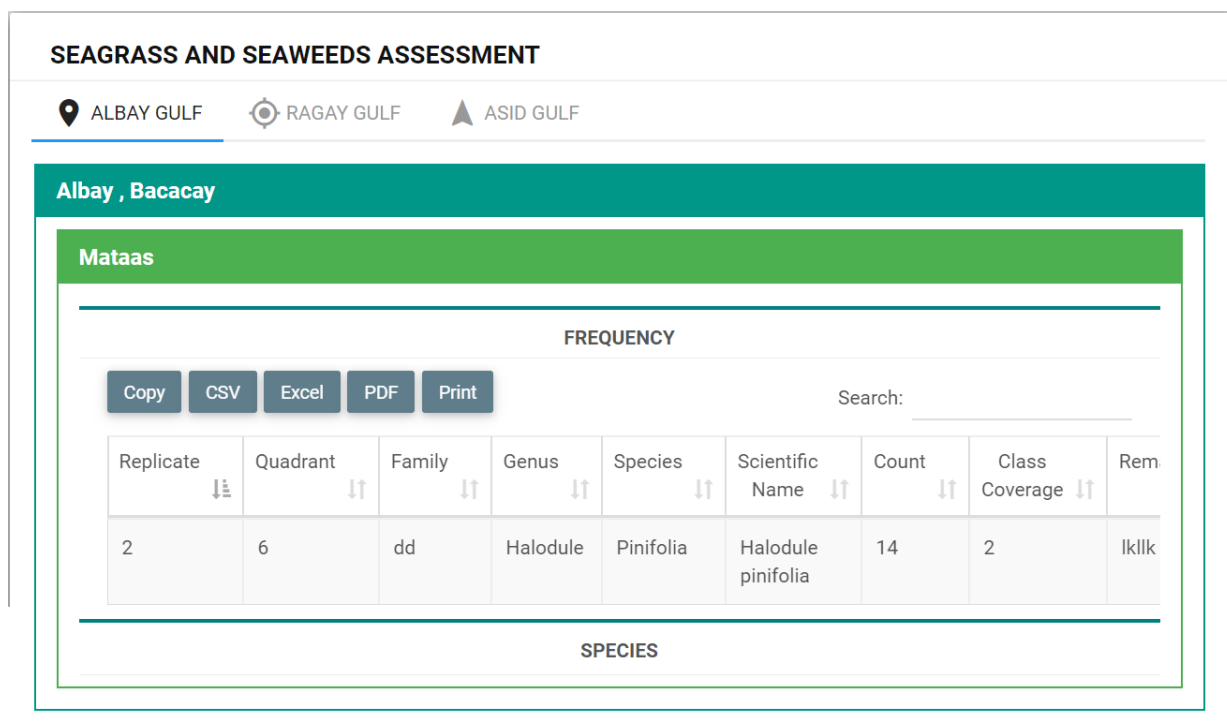 SEAGRASS AND SEAWEEDS ASSESSMENT
ALBAY GULF RAGAY GULF ASID GULF
Albay , Bacacay
Mataas
FREQUENCY
Copy CSV Excel PDF Print
Search:
Replicate Quadrant Family Genus Species Scientific Name Count Class Coverage Rem
2 6 dd Halodule Pinifolia Halodule pinifolia 14 2 lkllk
SPECIES